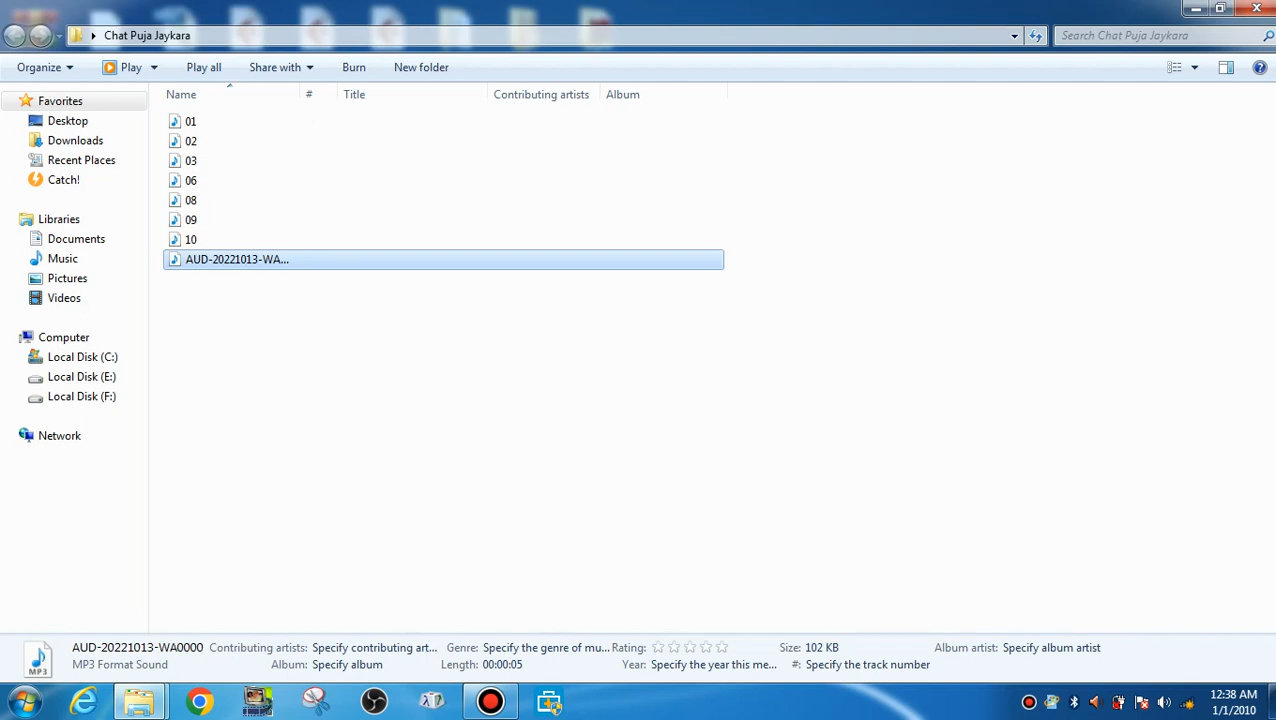 Chat Puja Jaykara
Search Chat Puja Jaykara
Organize Play Play all Share with Burn New folder
Name # Title Contributing artists Album
Favorites
Desktop
Downloads
Recent Places
Catch!
Libraries
Documents
Music
Pictures
Videos
Computer
Local Disk (C:)
Local Disk (E:)
Local Disk (F:)
Network
01
02
03
06
08
09
10
AUD-20221013-WA...
AUD-20221013-WA0000 Contributing artists: Specify contributing art... Genre: Specify the genre of mu... Rating: Size: 102 KB Album artist: Specify album artist
MP3 Format Sound Album: Specify album Length: 00:00:05 Year: Specify the year this me... #: Specify the track number
MP3
12:38 AM
1/1/2010